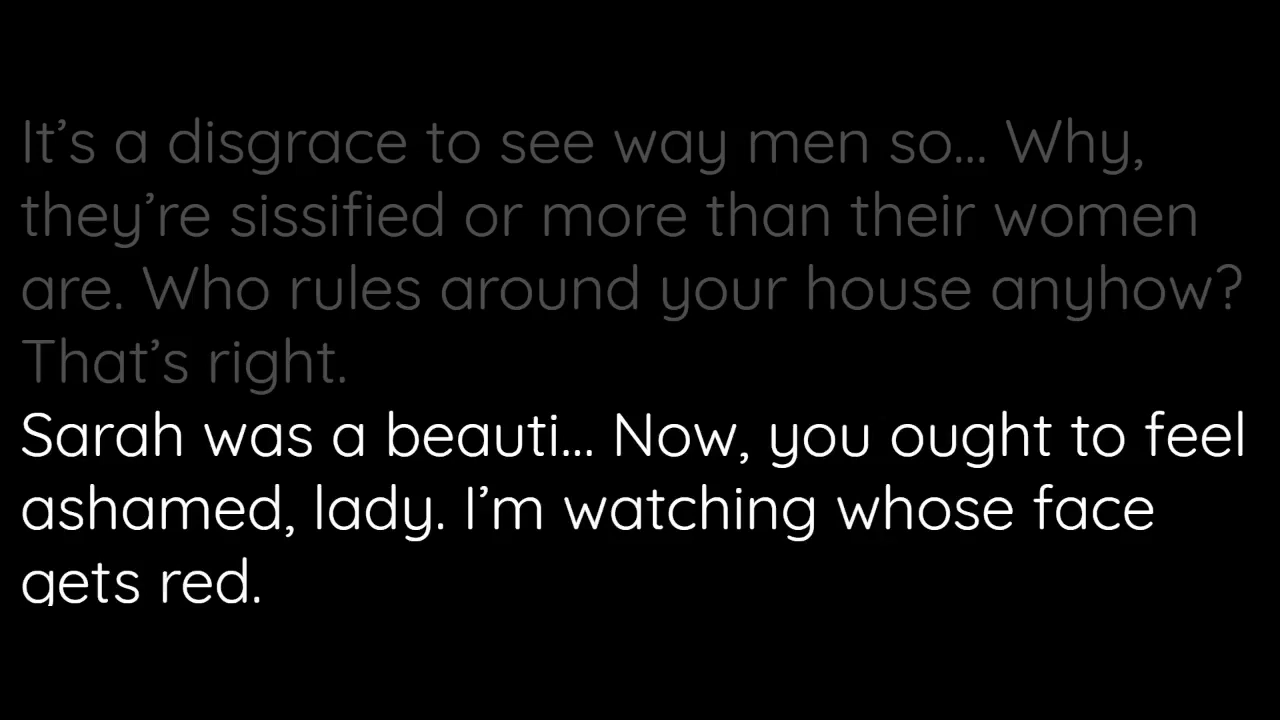 It’s a disgrace to see way men so... Why,
they’re sissified or more than their women
are. Who rules around your house anyhow?
That’s right.
Sarah was a beauti... Now, you ought to feel
ashamed, lady. I’m watching whose face
gets red.